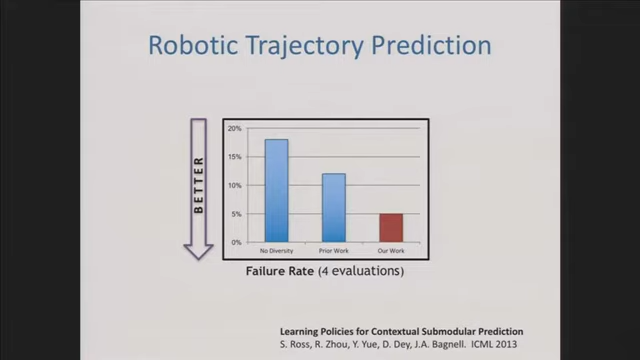 Robotic Trajectory Prediction
BETTER
20%
15%
10%
5%
0%
No Diversity
Prior Work
Our Work
Failure Rate (4 evaluations)
Learning Policies for Contextual Submodular Prediction
S. Ross, R. Zhou, Y. Yue, D. Dey, J.A. Bagnell. ICML 2013